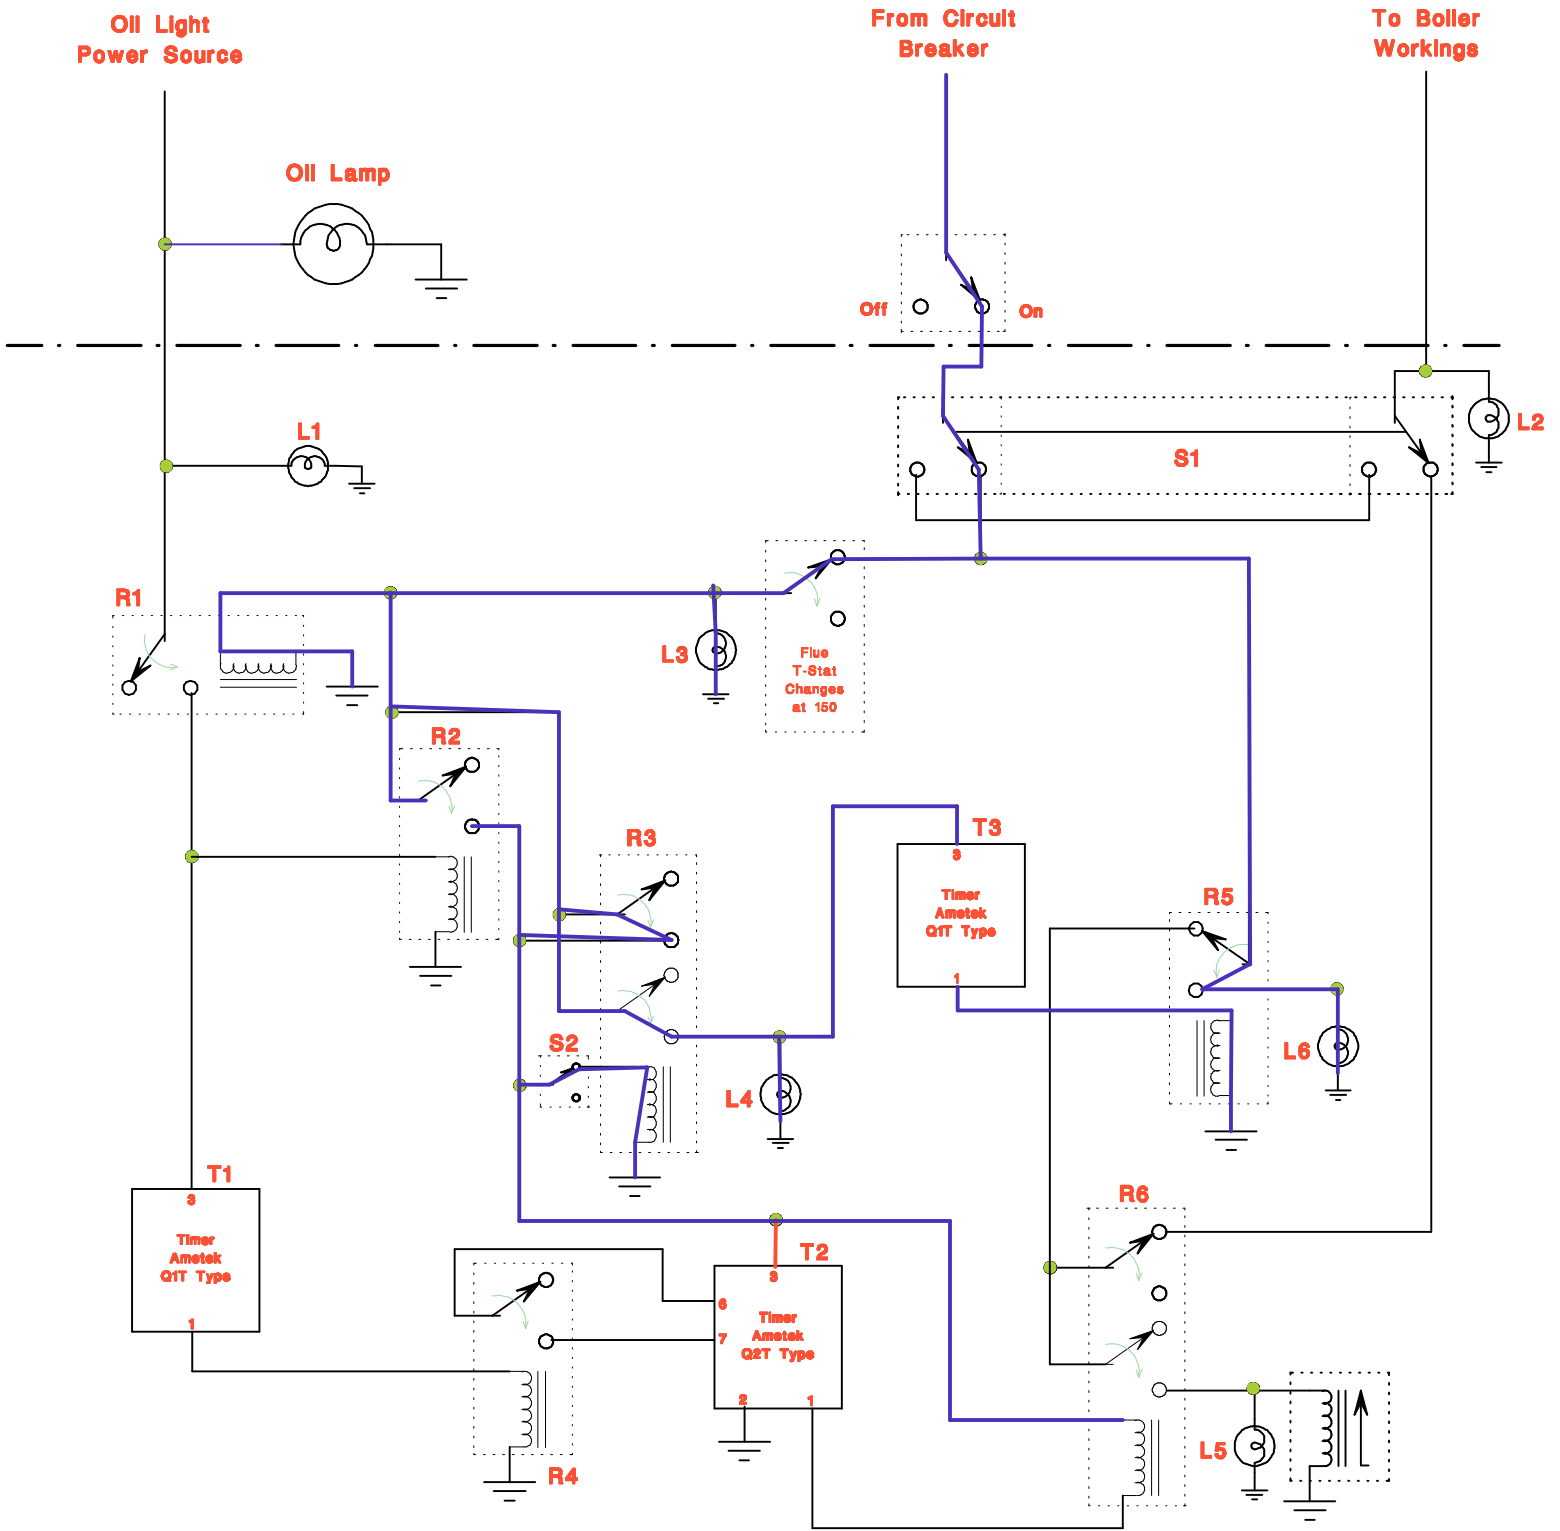 Oil Light
Power Source
From Circuit
Breaker
To Boiler
Workings
Oil Lamp
Off
On
L1
L2
S1
R1
L3
Flue
T-Stat
Changes
at 150
R2
R3
T3
3
Timer
Ametek
Q1T Type
1
R5
S2
L4
L6
T1
3
Timer
Ametek
Q1T Type
1
R6
T2
3
6
Timer
Ametek
Q2T Type
7
2
1
R4
L5